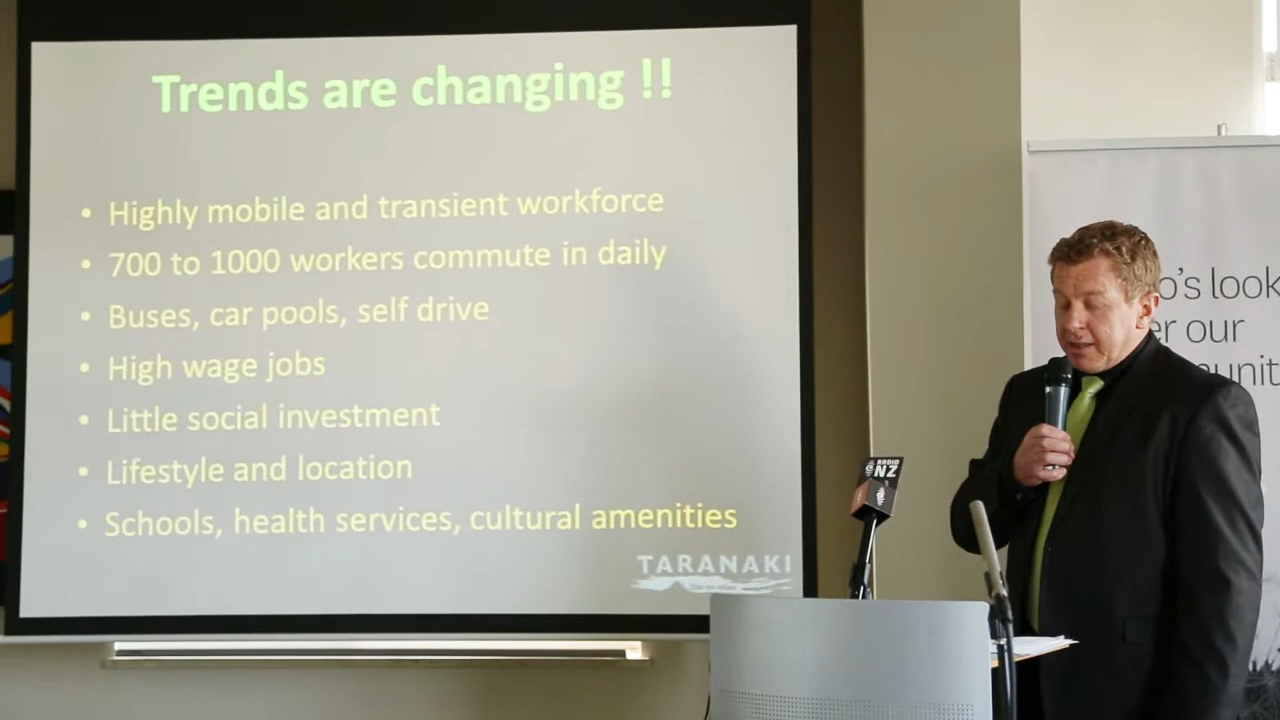 Trends are changing !!
• Highly mobile and transient workforce
• 700 to 1000 workers commute in daily
• Buses, car pools, self drive
• High wage jobs
• Little social investment
• Lifestyle and location
• Schools, health services, cultural amenities
TARANAKI
RADIO
NZ
o's look
er our
unit